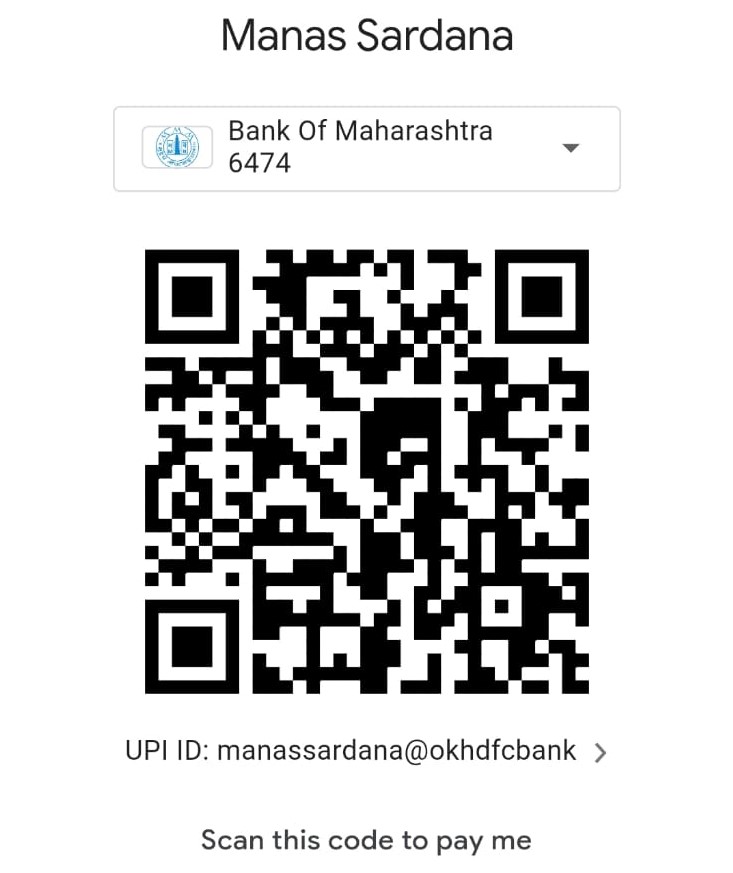 Manas Sardana
Bank Of Maharashtra
6474
UPI ID: manassardana@okhdfcbank
Scan this code to pay me